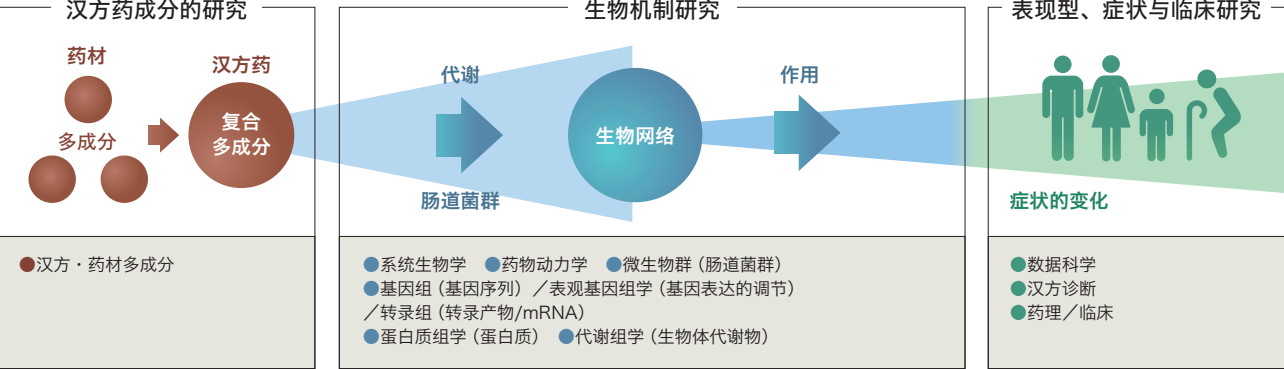 汉方药成分的研究
药材
汉方药
多成分
复合
多成分
●汉方・药材多成分
生物机制研究
代谢
肠道菌群
生物网络
作用
●系统生物学 ●药物动力学 ●微生物群（肠道菌群）
●基因组（基因序列）／表观基因组学（基因表达的调节）
／转录组（转录产物/mRNA）
●蛋白质组学（蛋白质） ●代谢组学（生物体代谢物）
表现型、症状与临床研究
症状的变化
●数据科学
●汉方诊断
●药理／临床